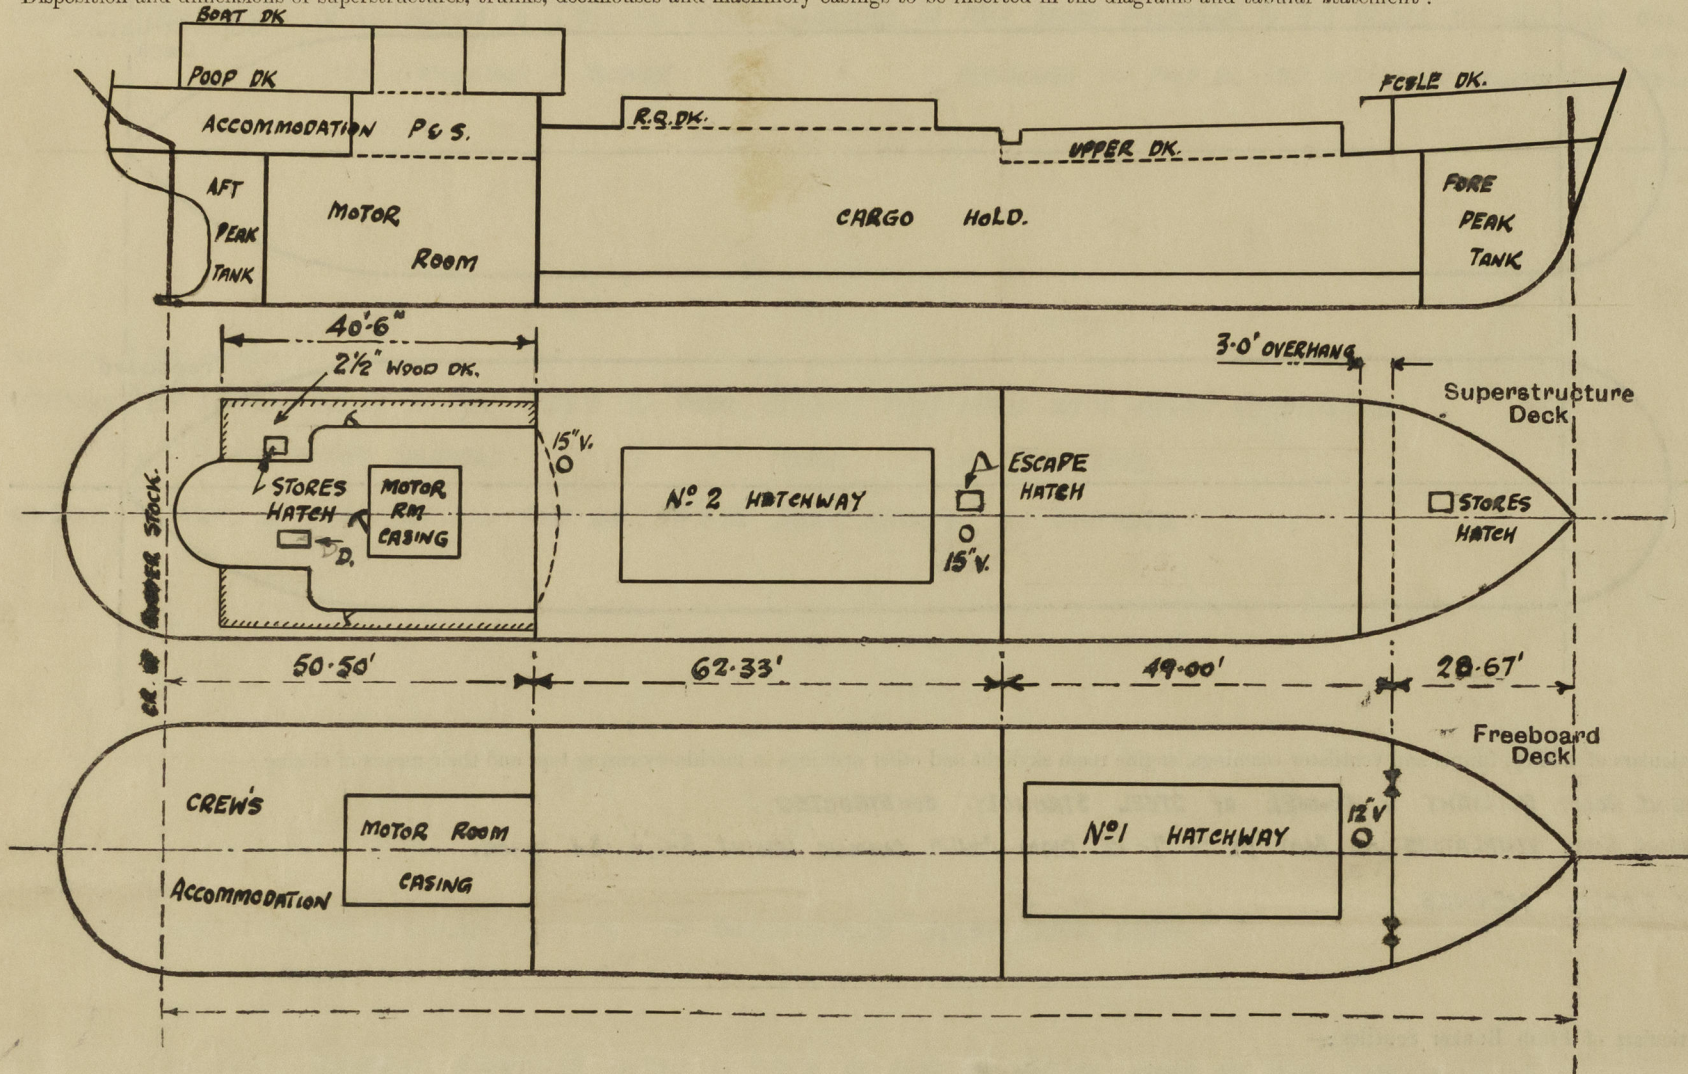 Disposition and dimensions of superstructures, trunks, deckhouses and machinery casings to be inserted in the diagrams and tabular statement :
BOAT DK
POOP DK
FCSLE DK.
ACCOMMODATION P & S.
R.Q.DK.
UPPER DK.
AFT
PEAK
TANK
MOTOR
ROOM
CARGO HOLD.
FORE
PEAK
TANK
40'-6"
2½" WOOD DK.
3·0' OVERHANG
Superstructure
Deck
15"V.
STORES
HATCH
MOTOR
RM
CASING
D.
Nº 2 HATCHWAY
ESCAPE
HATCH
15"V.
STORES
HATCH
CR. STOCK.
50·50'
62·33'
49·00'
28·67'
Freeboard
Deck
CREW'S
ACCOMMODATION
MOTOR ROOM
CASING
Nº1 HATCHWAY
12"V